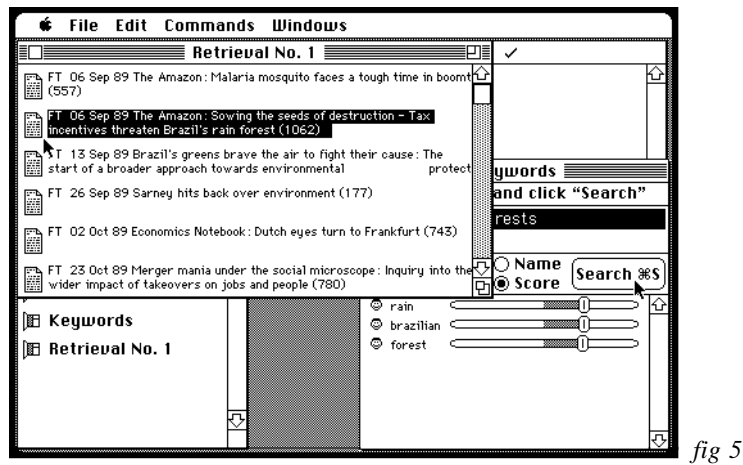 File Edit Commands Windows
Retrieval No. 1
FT 06 Sep 89 The Amazon: Malaria mosquito faces a tough time in boomt
(557)
FT 06 Sep 89 The Amazon: Sowing the seeds of destruction - Tax
incentives threaten Brazil's rain forest (1062)
FT 13 Sep 89 Brazil's greens brave the air to fight their cause: The
start of a broader approach towards environmental protect
FT 26 Sep 89 Sarney hits back over environment (177)
FT 02 Oct 89 Economics Notebook: Dutch eyes turn to Frankfurt (743)
FT 23 Oct 89 Merger mania under the social microscope: Inquiry into the
wider impact of takeovers on jobs and people (780)
✓
ywords
and click “Search”
rests
Name
Score
Search ⌘S
Keywords
Retrieval No. 1
rain
brazilian
forest
fig 5